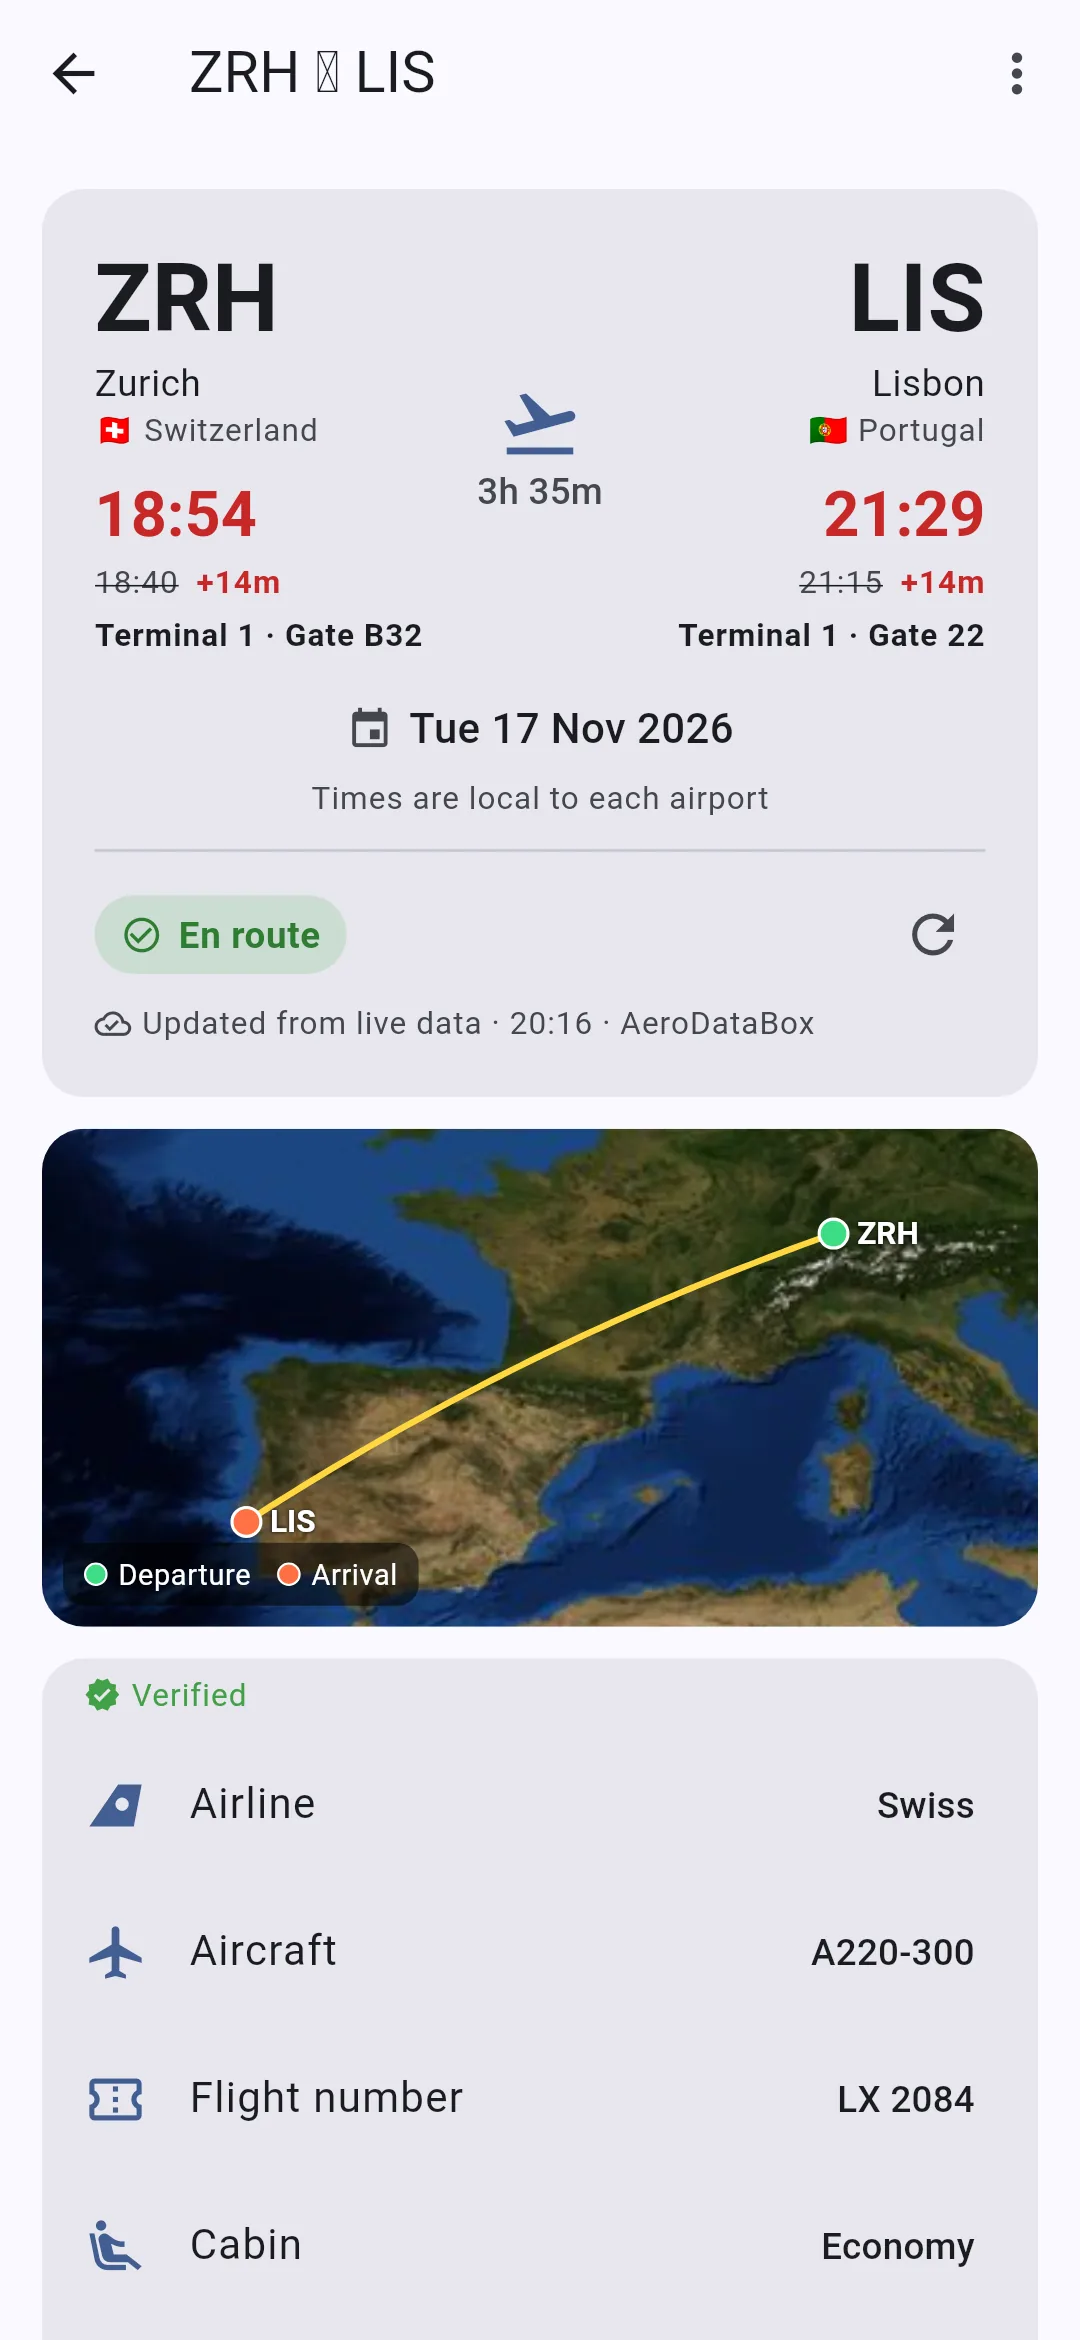 ZRH LIS
ZRH LIS
Zurich Lisbon
🇨🇭 Switzerland 🇵🇹 Portugal
3h 35m
18:54 21:29
18:40 +14m 21:15 +14m
Terminal 1 · Gate B32 Terminal 1 · Gate 22
Tue 17 Nov 2026
Times are local to each airport
En route
Updated from live data · 20:16 · AeroDataBox
ZRH
LIS
Departure Arrival
Verified
Airline Swiss
Aircraft A220-300
Flight number LX 2084
Cabin Economy